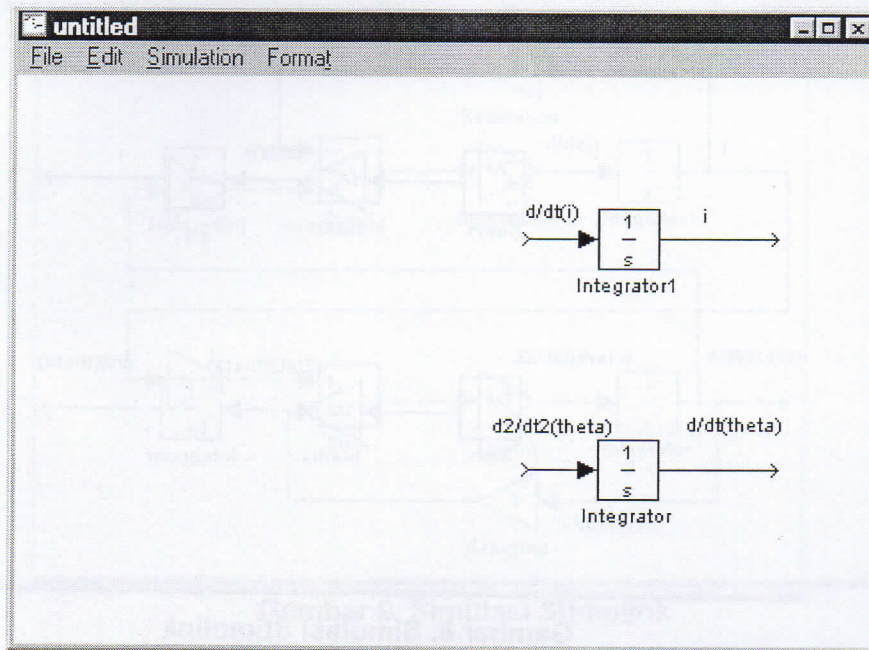 untitled
File Edit Simulation Format
d/dt(i)
i
1
s
Integrator1
d2/dt2(theta)
d/dt(theta)
1
s
Integrator